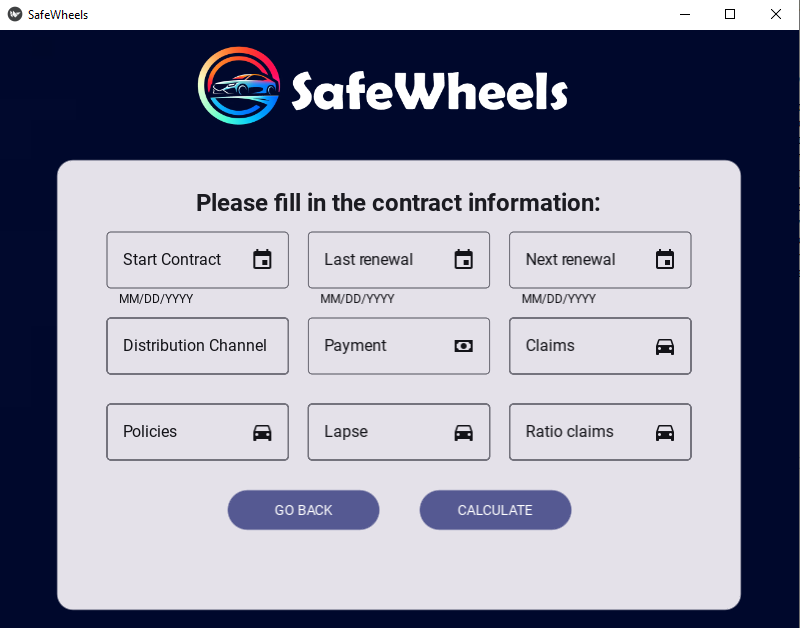 SafeWheels
SafeWheels
Please fill in the contract information:
Start Contract
Last renewal
Next renewal
MM/DD/YYYY
MM/DD/YYYY
MM/DD/YYYY
Distribution Channel
Payment
Claims
Policies
Lapse
Ratio claims
GO BACK
CALCULATE